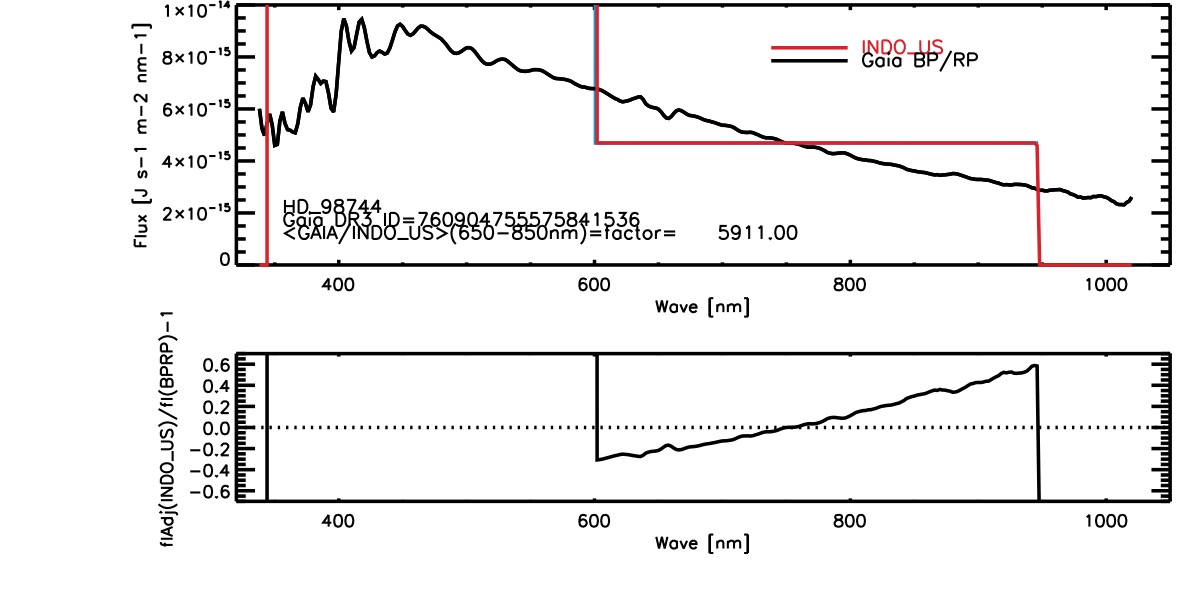 1×10−14
8×10−15
6×10−15
4×10−15
2×10−15
0
Flux [J s−1 m−2 nm−1]
INDO_US
Gaia BP/RP
HD_98744
Gaia DR3 ID=760904755575841536
<GAIA/INDO_US>(650−850nm)=factor= 5911.00
400 600 800 1000
Wave [nm]
flAdj(INDO_US)/fl(BPRP)−1
0.6
0.4
0.2
0.0
−0.2
−0.4
−0.6
400 600 800 1000
Wave [nm]